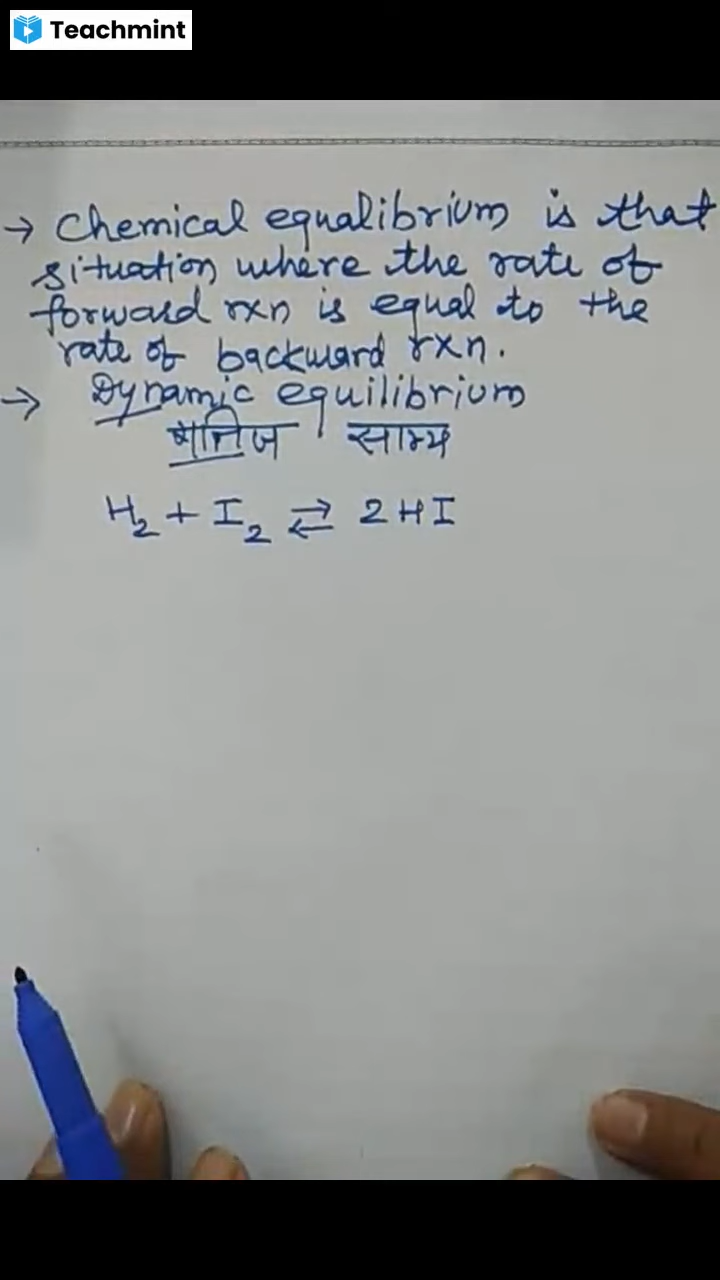 Teachmint
→ Chemical equalibrium is that
situation where the rate of
forward rxn is equal to the
rate of backward rxn.
→ Dynamic equilibrium
साम्य
H₂ + I₂ ⇄ 2HI